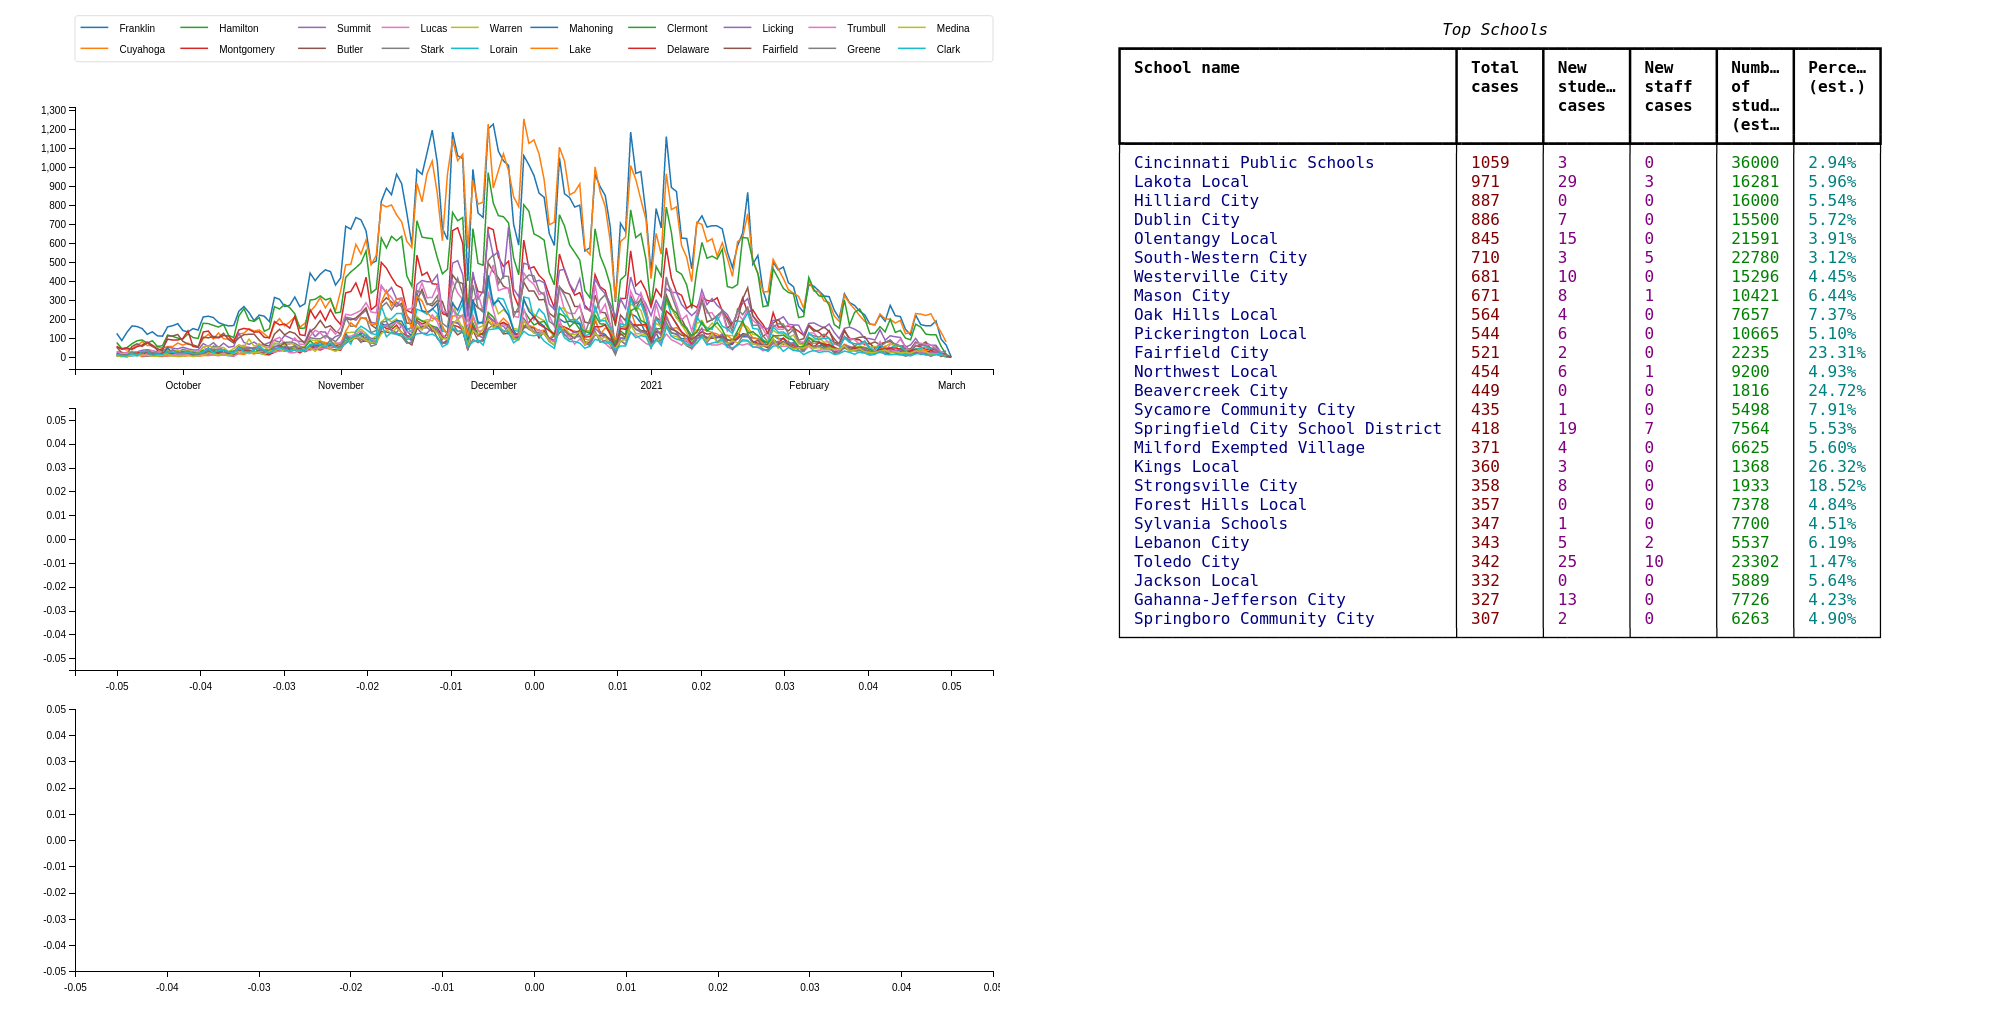 Franklin Hamilton Summit Lucas Warren Mahoning Clermont Licking Trumbull Medina
Cuyahoga Montgomery Butler Stark Lorain Lake Delaware Fairfield Greene Clark
1,300
1,200
1,100
1,000
900
800
700
600
500
400
300
200
100
0
October November December 2021 February March
0.05
0.04
0.03
0.02
0.01
0.00
-0.01
-0.02
-0.03
-0.04
-0.05
-0.05 -0.04 -0.03 -0.02 -0.01 0.00 0.01 0.02 0.03 0.04 0.05
0.05
0.04
0.03
0.02
0.01
0.00
-0.01
-0.02
-0.03
-0.04
-0.05
-0.05 -0.04 -0.03 -0.02 -0.01 0.00 0.01 0.02 0.03 0.04 0.05
Top Schools
School name Total New New Numb… Perce…
cases stude… staff of (est.)
cases cases stud…
(est…
Cincinnati Public Schools 1059 3 0 36000 2.94%
Lakota Local 971 29 3 16281 5.96%
Hilliard City 887 0 0 16000 5.54%
Dublin City 886 7 0 15500 5.72%
Olentangy Local 845 15 0 21591 3.91%
South-Western City 710 3 5 22780 3.12%
Westerville City 681 10 0 15296 4.45%
Mason City 671 8 1 10421 6.44%
Oak Hills Local 564 4 0 7657 7.37%
Pickerington Local 544 6 0 10665 5.10%
Fairfield City 521 2 0 2235 23.31%
Northwest Local 454 6 1 9200 4.93%
Beavercreek City 449 0 0 1816 24.72%
Sycamore Community City 435 1 0 5498 7.91%
Springfield City School District 418 19 7 7564 5.53%
Milford Exempted Village 371 4 0 6625 5.60%
Kings Local 360 3 0 1368 26.32%
Strongsville City 358 8 0 1933 18.52%
Forest Hills Local 357 0 0 7378 4.84%
Sylvania Schools 347 1 0 7700 4.51%
Lebanon City 343 5 2 5537 6.19%
Toledo City 342 25 10 23302 1.47%
Jackson Local 332 0 0 5889 5.64%
Gahanna-Jefferson City 327 13 0 7726 4.23%
Springboro Community City 307 2 0 6263 4.90%